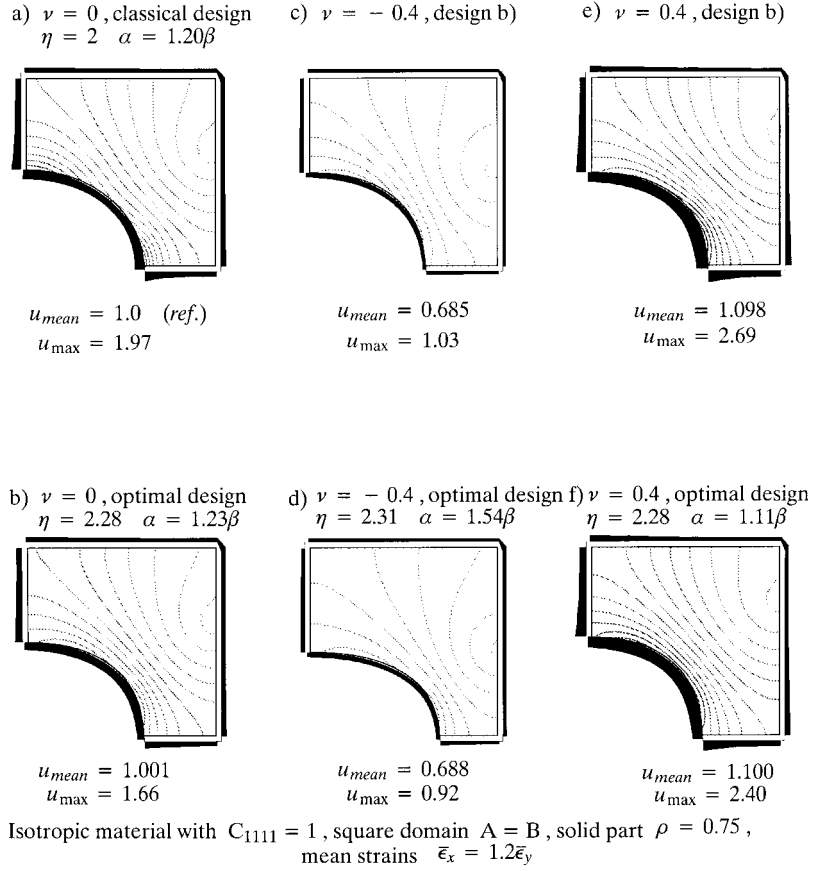 a) ν = 0 , classical design
η = 2 α = 1.20β
c) ν = − 0.4 , design b)
e) ν = 0.4 , design b)
u_mean = 1.0 (ref.)
u_max = 1.97
u_mean = 0.685
u_max = 1.03
u_mean = 1.098
u_max = 2.69
b) ν = 0 , optimal design
η = 2.28 α = 1.23β
d) ν = − 0.4 , optimal design
η = 2.31 α = 1.54β
f) ν = 0.4 , optimal design
η = 2.28 α = 1.11β
u_mean = 1.001
u_max = 1.66
u_mean = 0.688
u_max = 0.92
u_mean = 1.100
u_max = 2.40
Isotropic material with C₁₁₁₁ = 1 , square domain A = B , solid part ρ = 0.75 ,
mean strains ε̄ₓ = 1.2ε̄_y